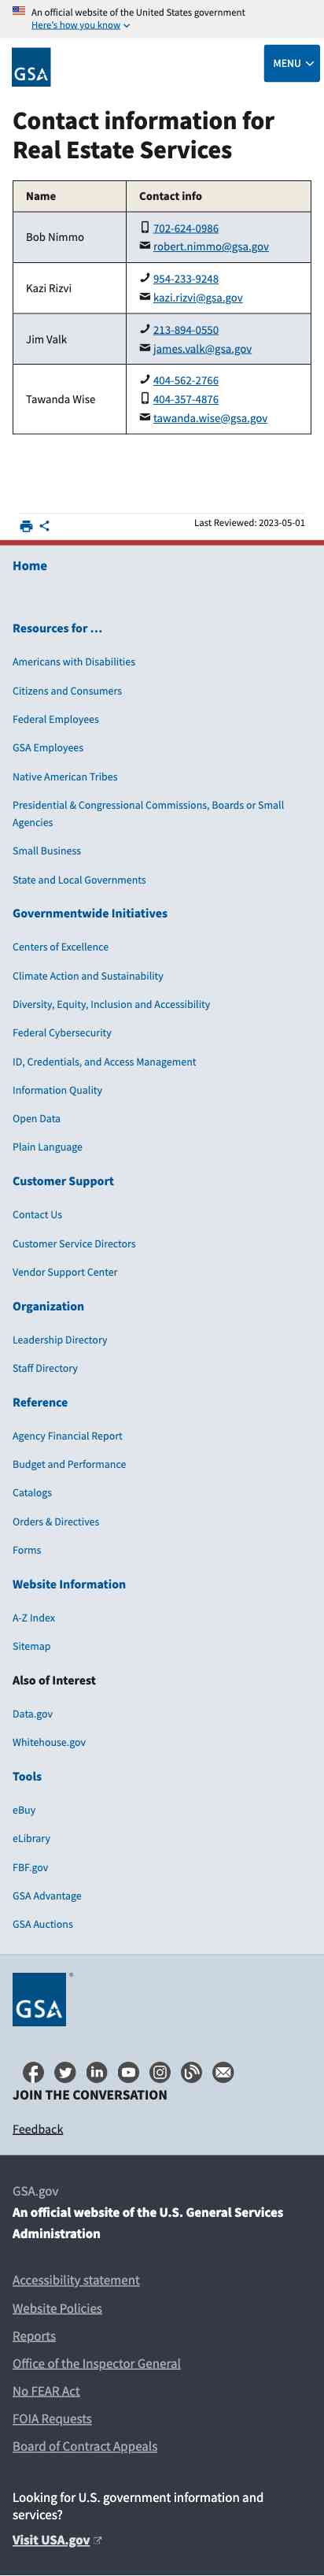 An official website of the United States government
Here's how you know
GSA
MENU
Contact information for
Real Estate Services
Name Contact info
Bob Nimmo
702-624-0986
robert.nimmo@gsa.gov
Kazi Rizvi
954-233-9248
kazi.rizvi@gsa.gov
Jim Valk
213-894-0550
james.valk@gsa.gov
Tawanda Wise
404-562-2766
404-357-4876
tawanda.wise@gsa.gov
Last Reviewed: 2023-05-01
Home
Resources for …
Americans with Disabilities
Citizens and Consumers
Federal Employees
GSA Employees
Native American Tribes
Presidential & Congressional Commissions, Boards or Small
Agencies
Small Business
State and Local Governments
Governmentwide Initiatives
Centers of Excellence
Climate Action and Sustainability
Diversity, Equity, Inclusion and Accessibility
Federal Cybersecurity
ID, Credentials, and Access Management
Information Quality
Open Data
Plain Language
Customer Support
Contact Us
Customer Service Directors
Vendor Support Center
Organization
Leadership Directory
Staff Directory
Reference
Agency Financial Report
Budget and Performance
Catalogs
Orders & Directives
Forms
Website Information
A-Z Index
Sitemap
Also of Interest
Data.gov
Whitehouse.gov
Tools
eBuy
eLibrary
FBF.gov
GSA Advantage
GSA Auctions
GSA ®
JOIN THE CONVERSATION
Feedback
GSA.gov
An official website of the U.S. General Services
Administration
Accessibility statement
Website Policies
Reports
Office of the Inspector General
No FEAR Act
FOIA Requests
Board of Contract Appeals
Looking for U.S. government information and
services?
Visit USA.gov